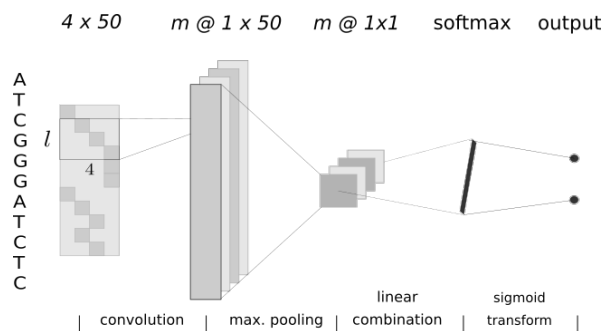 4 x 50 m @ 1 x 50 m @ 1x1 softmax output
A
T
C
G
G
G
A
T
C
T
C
l
4
| convolution | max. pooling | linear combination | sigmoid transform |